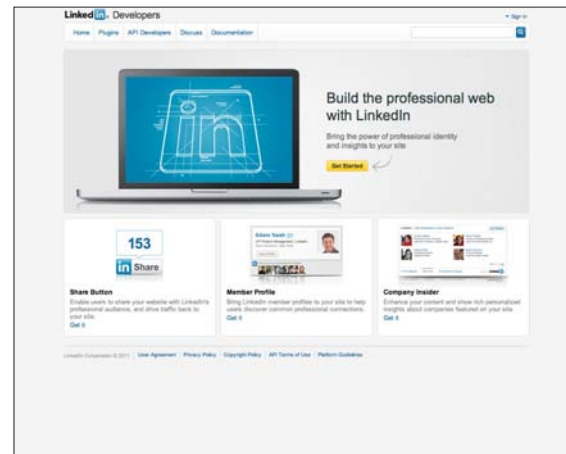 Linked in Developers
Sign In
Home Plugins API Developers Discuss Documentation
in
Build the professional web
with LinkedIn
Bring the power of professional identity
and insights to your site
Get Started
153
in Share
Share Button
Enable users to share your website with LinkedIn's
professional audience, and drive traffic back to
your site.
Get it
Member Profile
Bring LinkedIn member profiles to your site to help
users discover common professional connections.
Get it
Company Insider
Enhance your content and show rich personalized
insights about companies featured on your site.
Get it
LinkedIn Corporation © 2011 User Agreement Privacy Policy Copyright Policy API Terms of Use Platform Guidelines